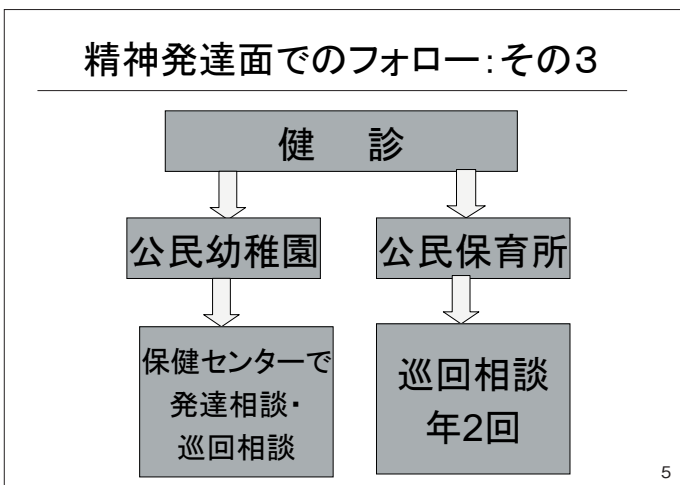 精神発達面でのフォロー：その３
健　診
公民幼稚園
公民保育所
保健センターで
発達相談・
巡回相談
巡回相談
年2回
5